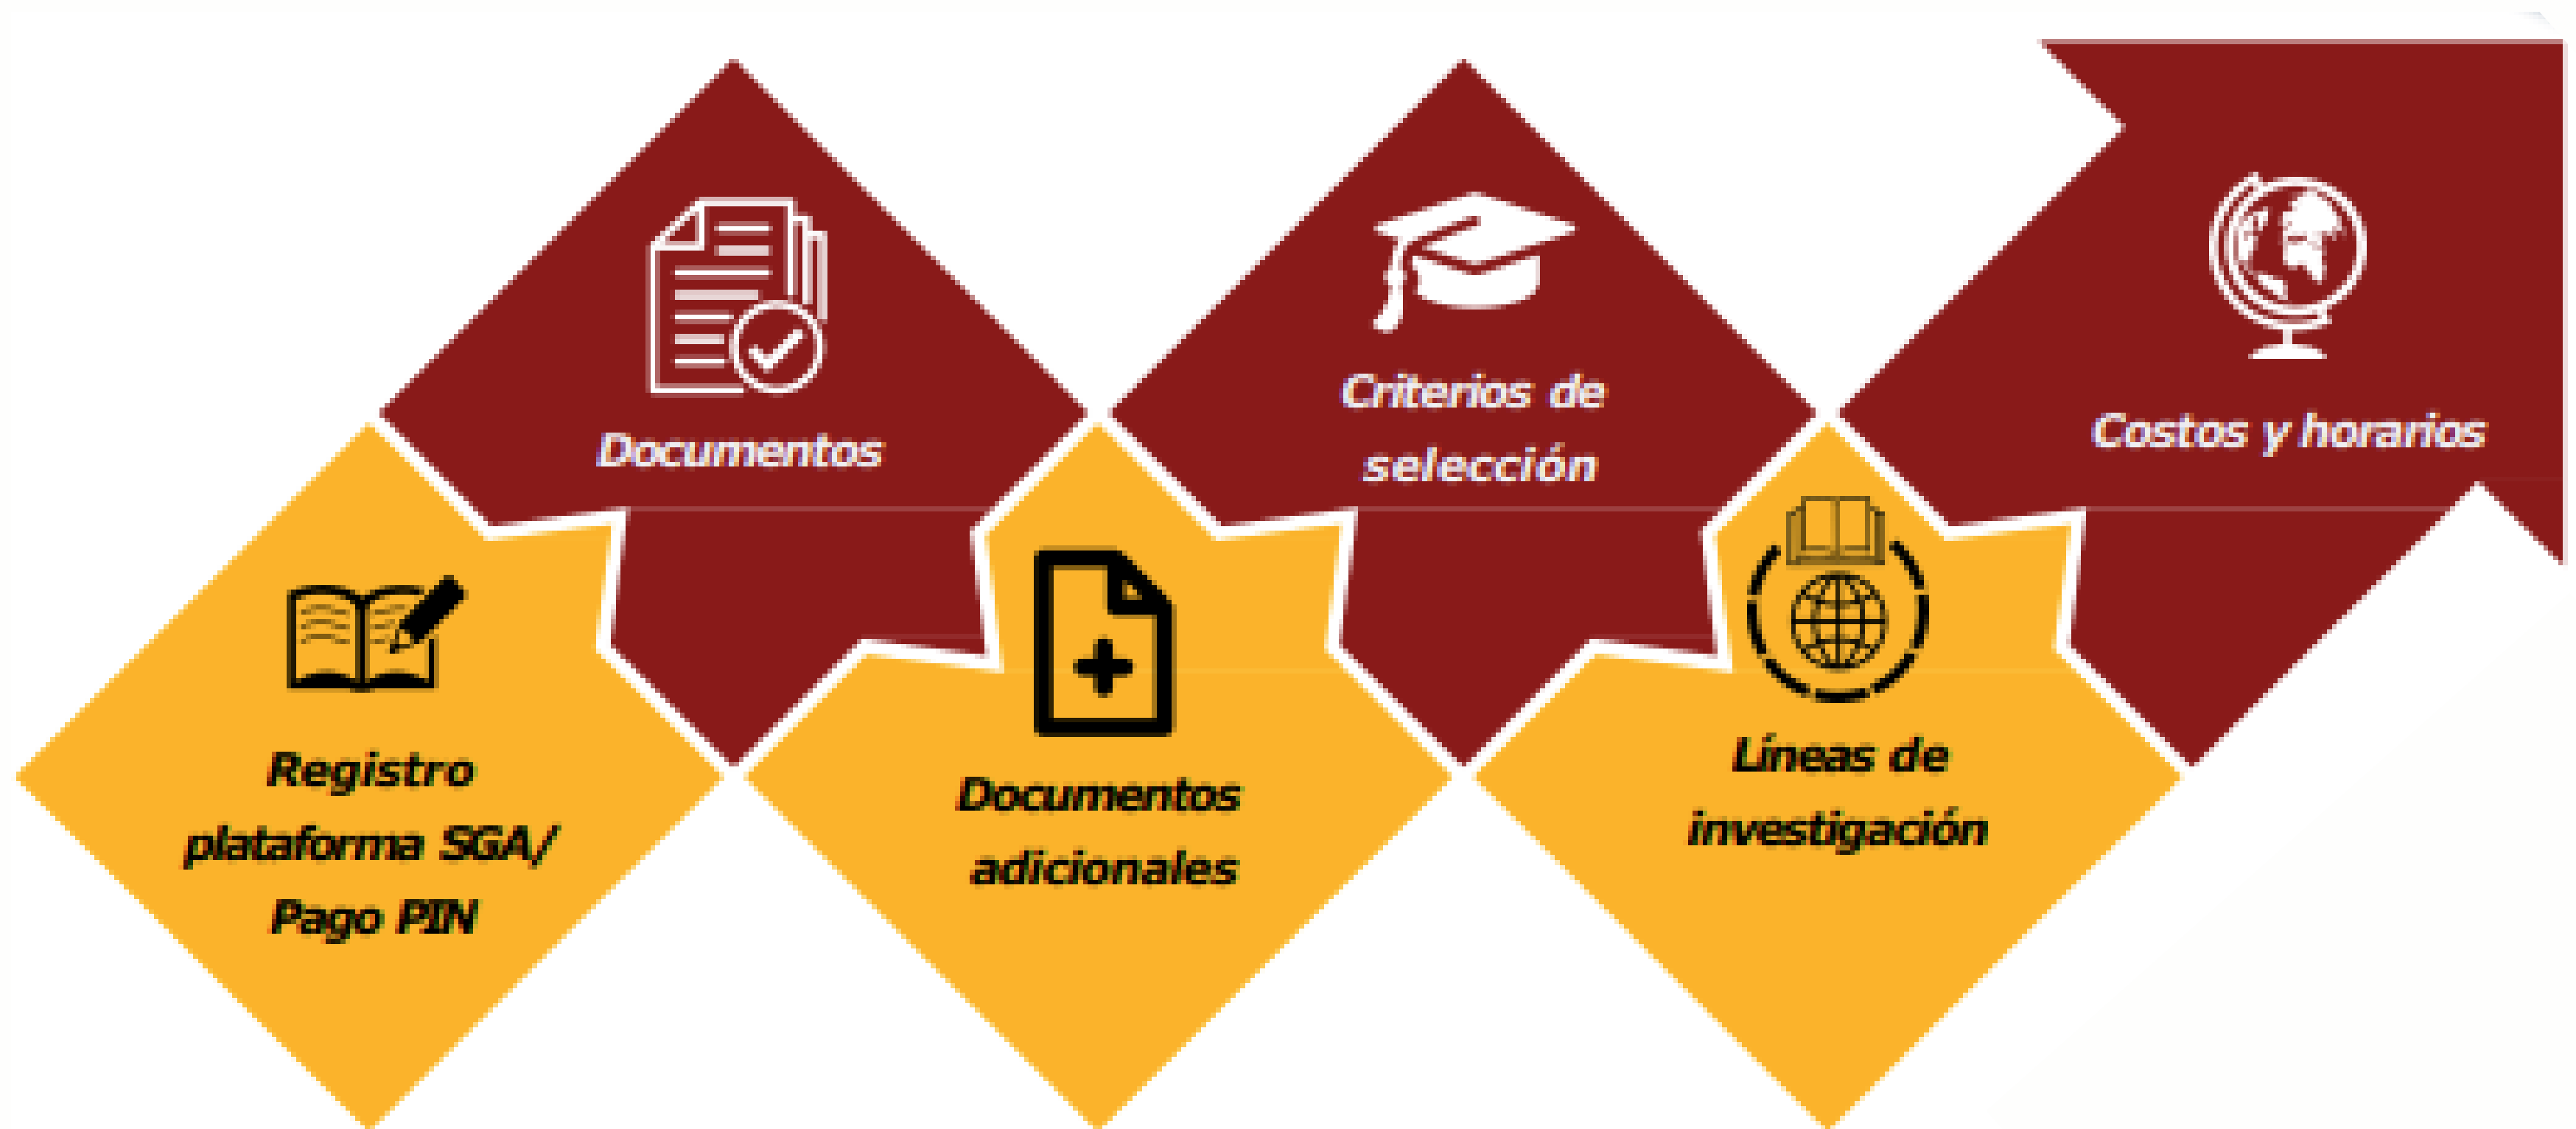 Registro
plataforma SGA/
Pago PIN
Documentos
Documentos
adicionales
Criterios de
selección
Líneas de
investigación
Costos y horarios